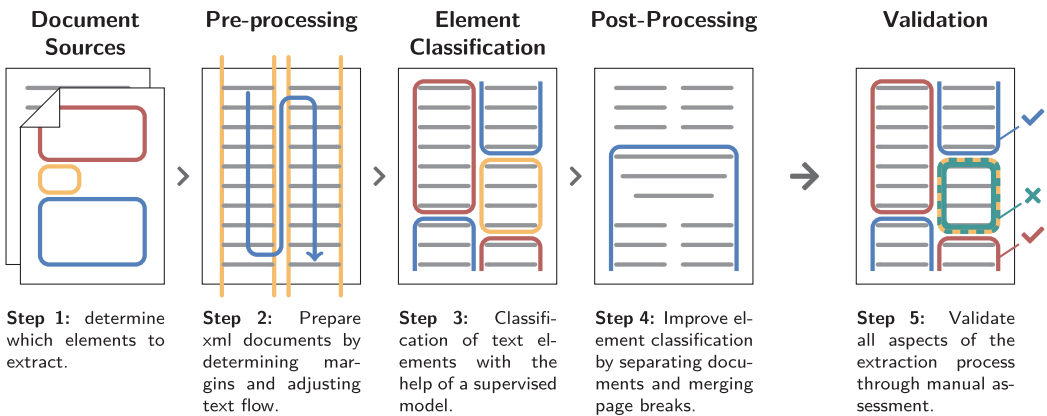 Document
Sources
Pre-processing
Element
Classification
Post-Processing
Validation
Step 1: determine
which elements to
extract.
Step 2: Prepare
xml documents by
determining mar-
gins and adjusting
text flow.
Step 3: Classifi-
cation of text el-
ements with the
help of a supervised
model.
Step 4: Improve el-
ement classification
by separating docu-
ments and merging
page breaks.
Step 5: Validate
all aspects of the
extraction process
through manual as-
sessment.